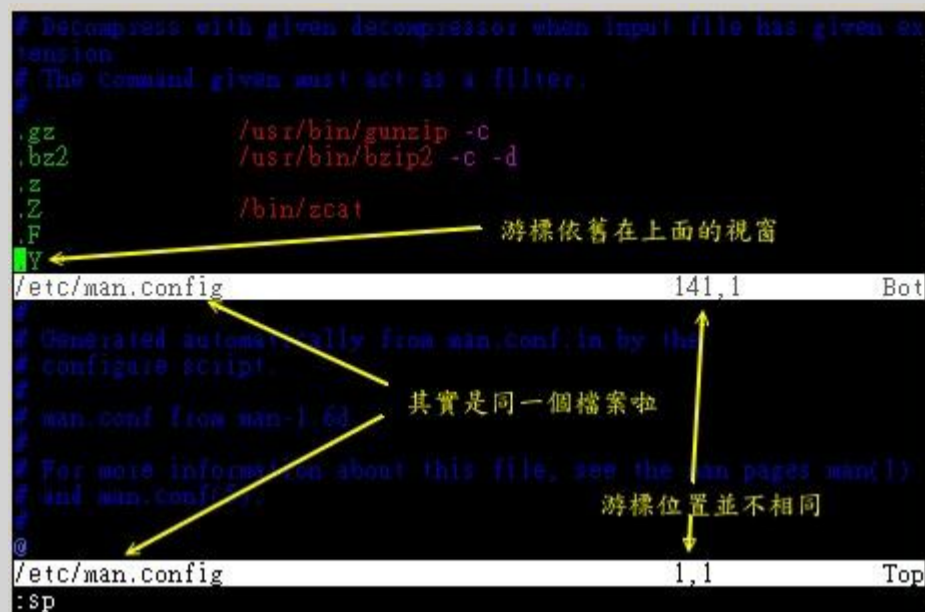 # Decompress with given decompressor when input file has given ex
tension
# The command given must act as a filter.
#
.gz /usr/bin/gunzip -c
.bz2 /usr/bin/bzip2 -c -d
.z
.Z /bin/zcat
.F
游標依舊在上面的視窗
.Y
/etc/man.config 141,1 Bot
#
# Generated automatically from man.conf.in by the
# configure script.
#
其實是同一個檔案啦
# man.conf from man-1.6d
#
# For more information about this file, see the man pages man(1)
# and man.conf(5).
游標位置並不相同
#
@
/etc/man.config 1,1 Top
:sp